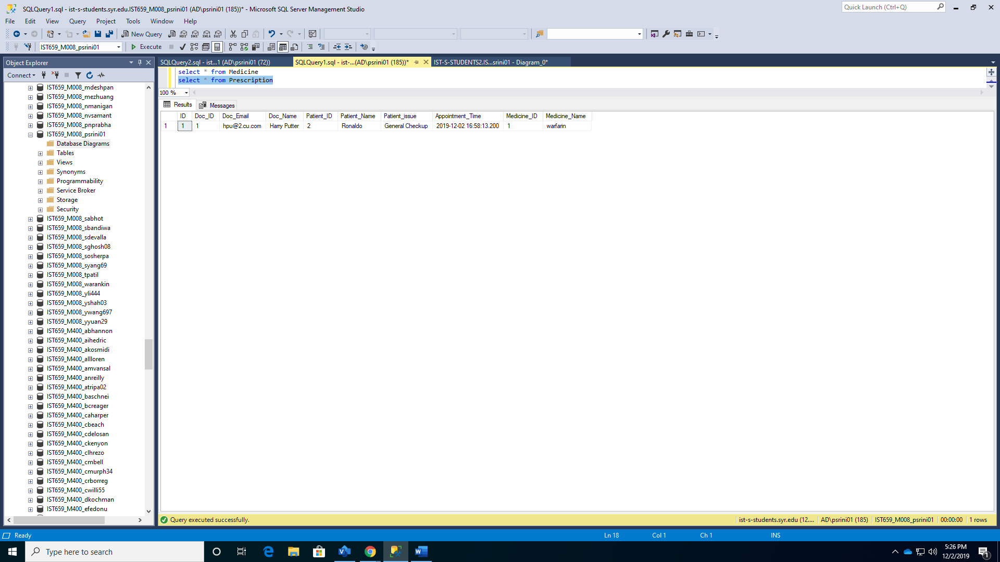 SQLQuery1.sql - ist-s-students.syr.edu.IST659_M008_psrini01 (AD\psrini01 (185))* - Microsoft SQL Server Management Studio
Quick Launch (Ctrl+Q)
File Edit View Query Project Tools Window Help
New Query
MDX DMX XMLA DAX
IST659_M008_psrini01
Execute
Object Explorer
SQLQuery2.sql - ist...1 (AD\psrini01 (72))
SQLQuery1.sql - ist-...(AD\psrini01 (185))*
IST-S-STUDENTS2.IS...srini01 - Diagram_0*
Connect
select * from Medicine
select * from Prescription
100 %
Results Messages
ID Doc_ID Doc_Email Doc_Name Patient_ID Patient_Name Patient_issue Appointment_Time Medicine_ID Medicine_Name
1 1 1 hpu@2.cu.com Harry Putter 2 Ronaldo General Checkup 2019-12-02 16:58:13.200 1 warfarin
IST659_M008_mdeshpan
IST659_M008_mezhuang
IST659_M008_nmanigan
IST659_M008_nvsamant
IST659_M008_pnprabha
IST659_M008_psrini01
Database Diagrams
Tables
Views
Synonyms
Programmability
Service Broker
Storage
Security
IST659_M008_sabhot
IST659_M008_sbandiwa
IST659_M008_sdevalla
IST659_M008_sghosh08
IST659_M008_sosherpa
IST659_M008_syang69
IST659_M008_tpatil
IST659_M008_warankin
IST659_M008_yli444
IST659_M008_yshah03
IST659_M008_ywang697
IST659_M008_yyuan29
IST659_M400_abhannon
IST659_M400_aihedric
IST659_M400_akosmidi
IST659_M400_allloren
IST659_M400_amvansal
IST659_M400_anreilly
IST659_M400_atripa02
IST659_M400_baschnei
IST659_M400_bcreager
IST659_M400_caharper
IST659_M400_cbeach
IST659_M400_cdelosan
IST659_M400_ckenyon
IST659_M400_clhrezo
IST659_M400_cmbell
IST659_M400_cmurph34
IST659_M400_crborreg
IST659_M400_cwilli55
IST659_M400_dkochman
IST659_M400_efedonu
Query executed successfully.
ist-s-students.syr.edu (12.... AD\psrini01 (185) IST659_M008_psrini01 00:00:00 1 rows
Ready
Ln 18 Col 1 Ch 1 INS
Type here to search
5:26 PM
12/2/2019
1